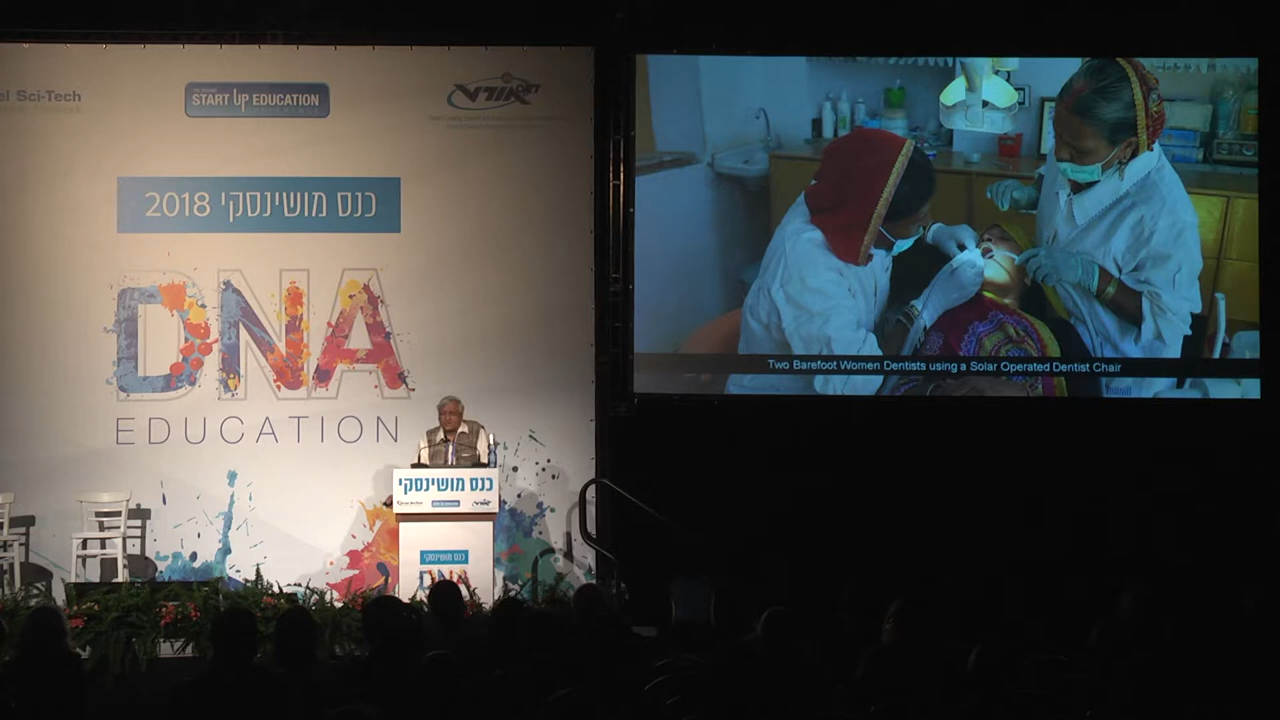 el Sci-Tech
START UP EDUCATION
אורט
כנס מושינסקי 2018
DNA
EDUCATION
כנס מושינסקי
כנס מושינסקי
DNA
Two Barefoot Women Dentists using a Solar Operated Dentist Chair